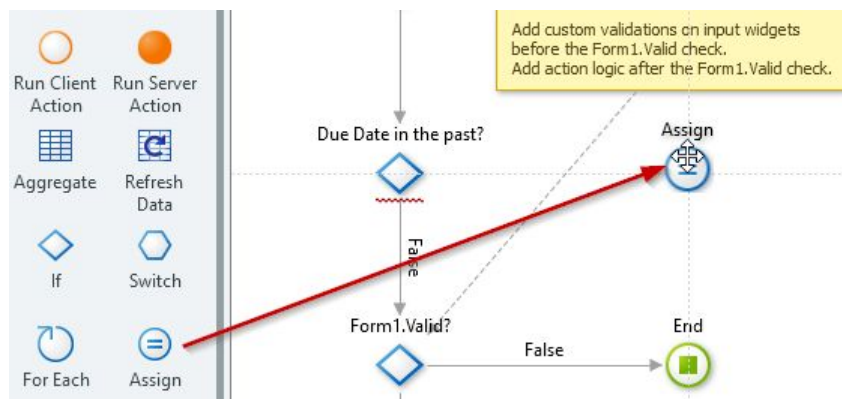 Run Client
Action
Run Server
Action
Aggregate
Refresh
Data
If
Switch
For Each
Assign
Add custom validations on input widgets
before the Form1.Valid check.
Add action logic after the Form1.Valid check.
Due Date in the past?
Assign
False
Form1.Valid?
False
End